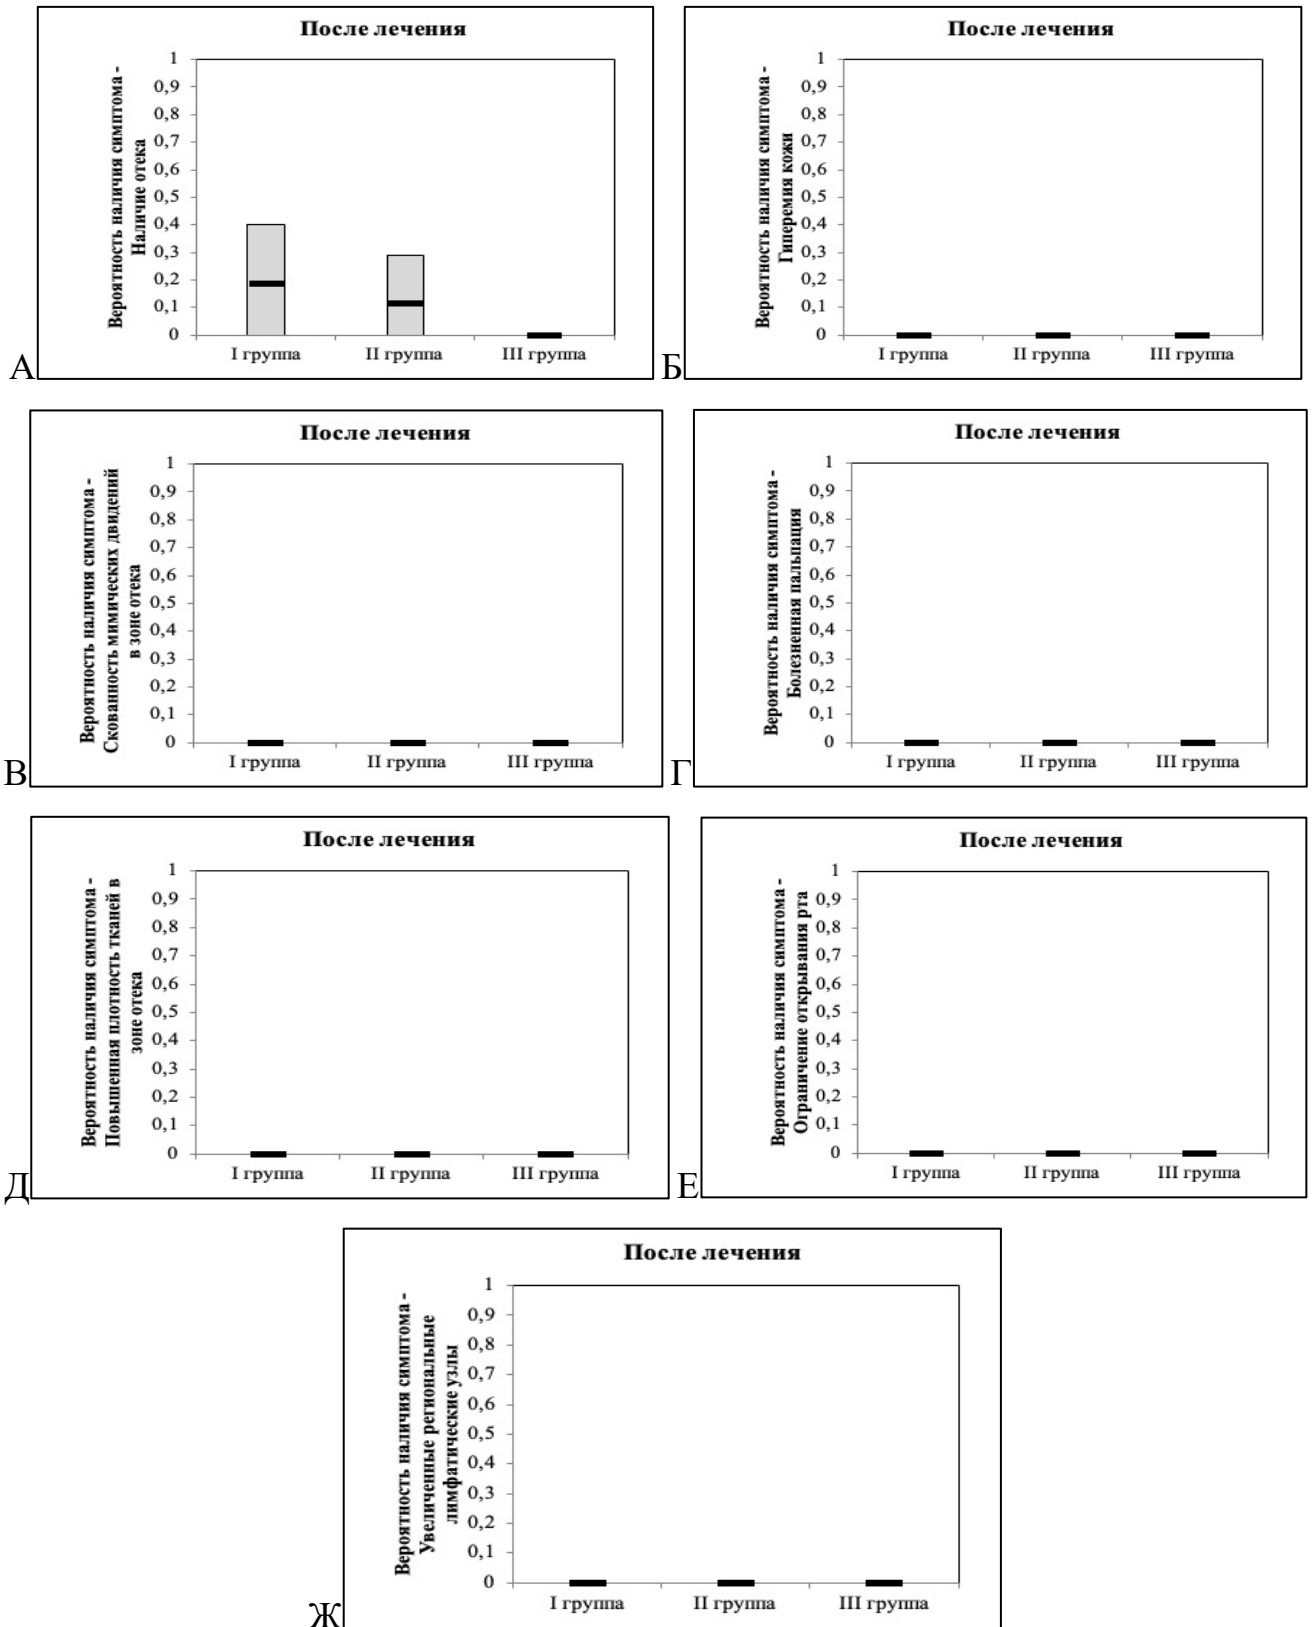 После лечения
Вероятность наличия симптома -
Наличие отека
1
0,9
0,8
0,7
0,6
0,5
0,4
0,3
0,2
0,1
0
I группа II группа III группа
А
После лечения
Вероятность наличия симптома -
Гиперемия кожи
1
0,9
0,8
0,7
0,6
0,5
0,4
0,3
0,2
0,1
0
I группа II группа III группа
Б
После лечения
Вероятность наличия симптома -
Скованность мимических двидений
в зоне отека
1
0,9
0,8
0,7
0,6
0,5
0,4
0,3
0,2
0,1
0
I группа II группа III группа
В
После лечения
Вероятность наличия симптома -
Болезненная пальпация
1
0,9
0,8
0,7
0,6
0,5
0,4
0,3
0,2
0,1
0
I группа II группа III группа
Г
После лечения
Вероятность наличия симптома -
Повышенная плотность тканей в
зоне отека
1
0,9
0,8
0,7
0,6
0,5
0,4
0,3
0,2
0,1
0
I группа II группа III группа
Д
После лечения
Вероятность наличия симптома -
Ограничение открывания рта
1
0,9
0,8
0,7
0,6
0,5
0,4
0,3
0,2
0,1
0
I группа II группа III группа
Е
После лечения
Вероятность наличия симптома -
Увеличенные региональные
лимфатические узлы
1
0,9
0,8
0,7
0,6
0,5
0,4
0,3
0,2
0,1
0
I группа II группа III группа
Ж